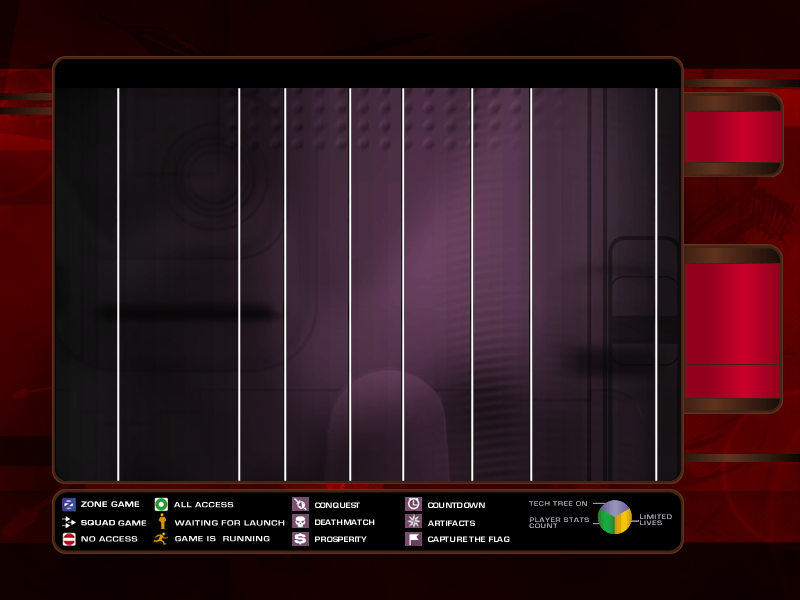 ZONE GAME
ALL ACCESS
CONQUEST
COUNTDOWN
TECH TREE ON
SQUAD GAME
WAITING FOR LAUNCH
DEATHMATCH
ARTIFACTS
PLAYER STATS
COUNT
LIMITED
LIVES
NO ACCESS
GAME IS RUNNING
PROSPERITY
CAPTURE THE FLAG